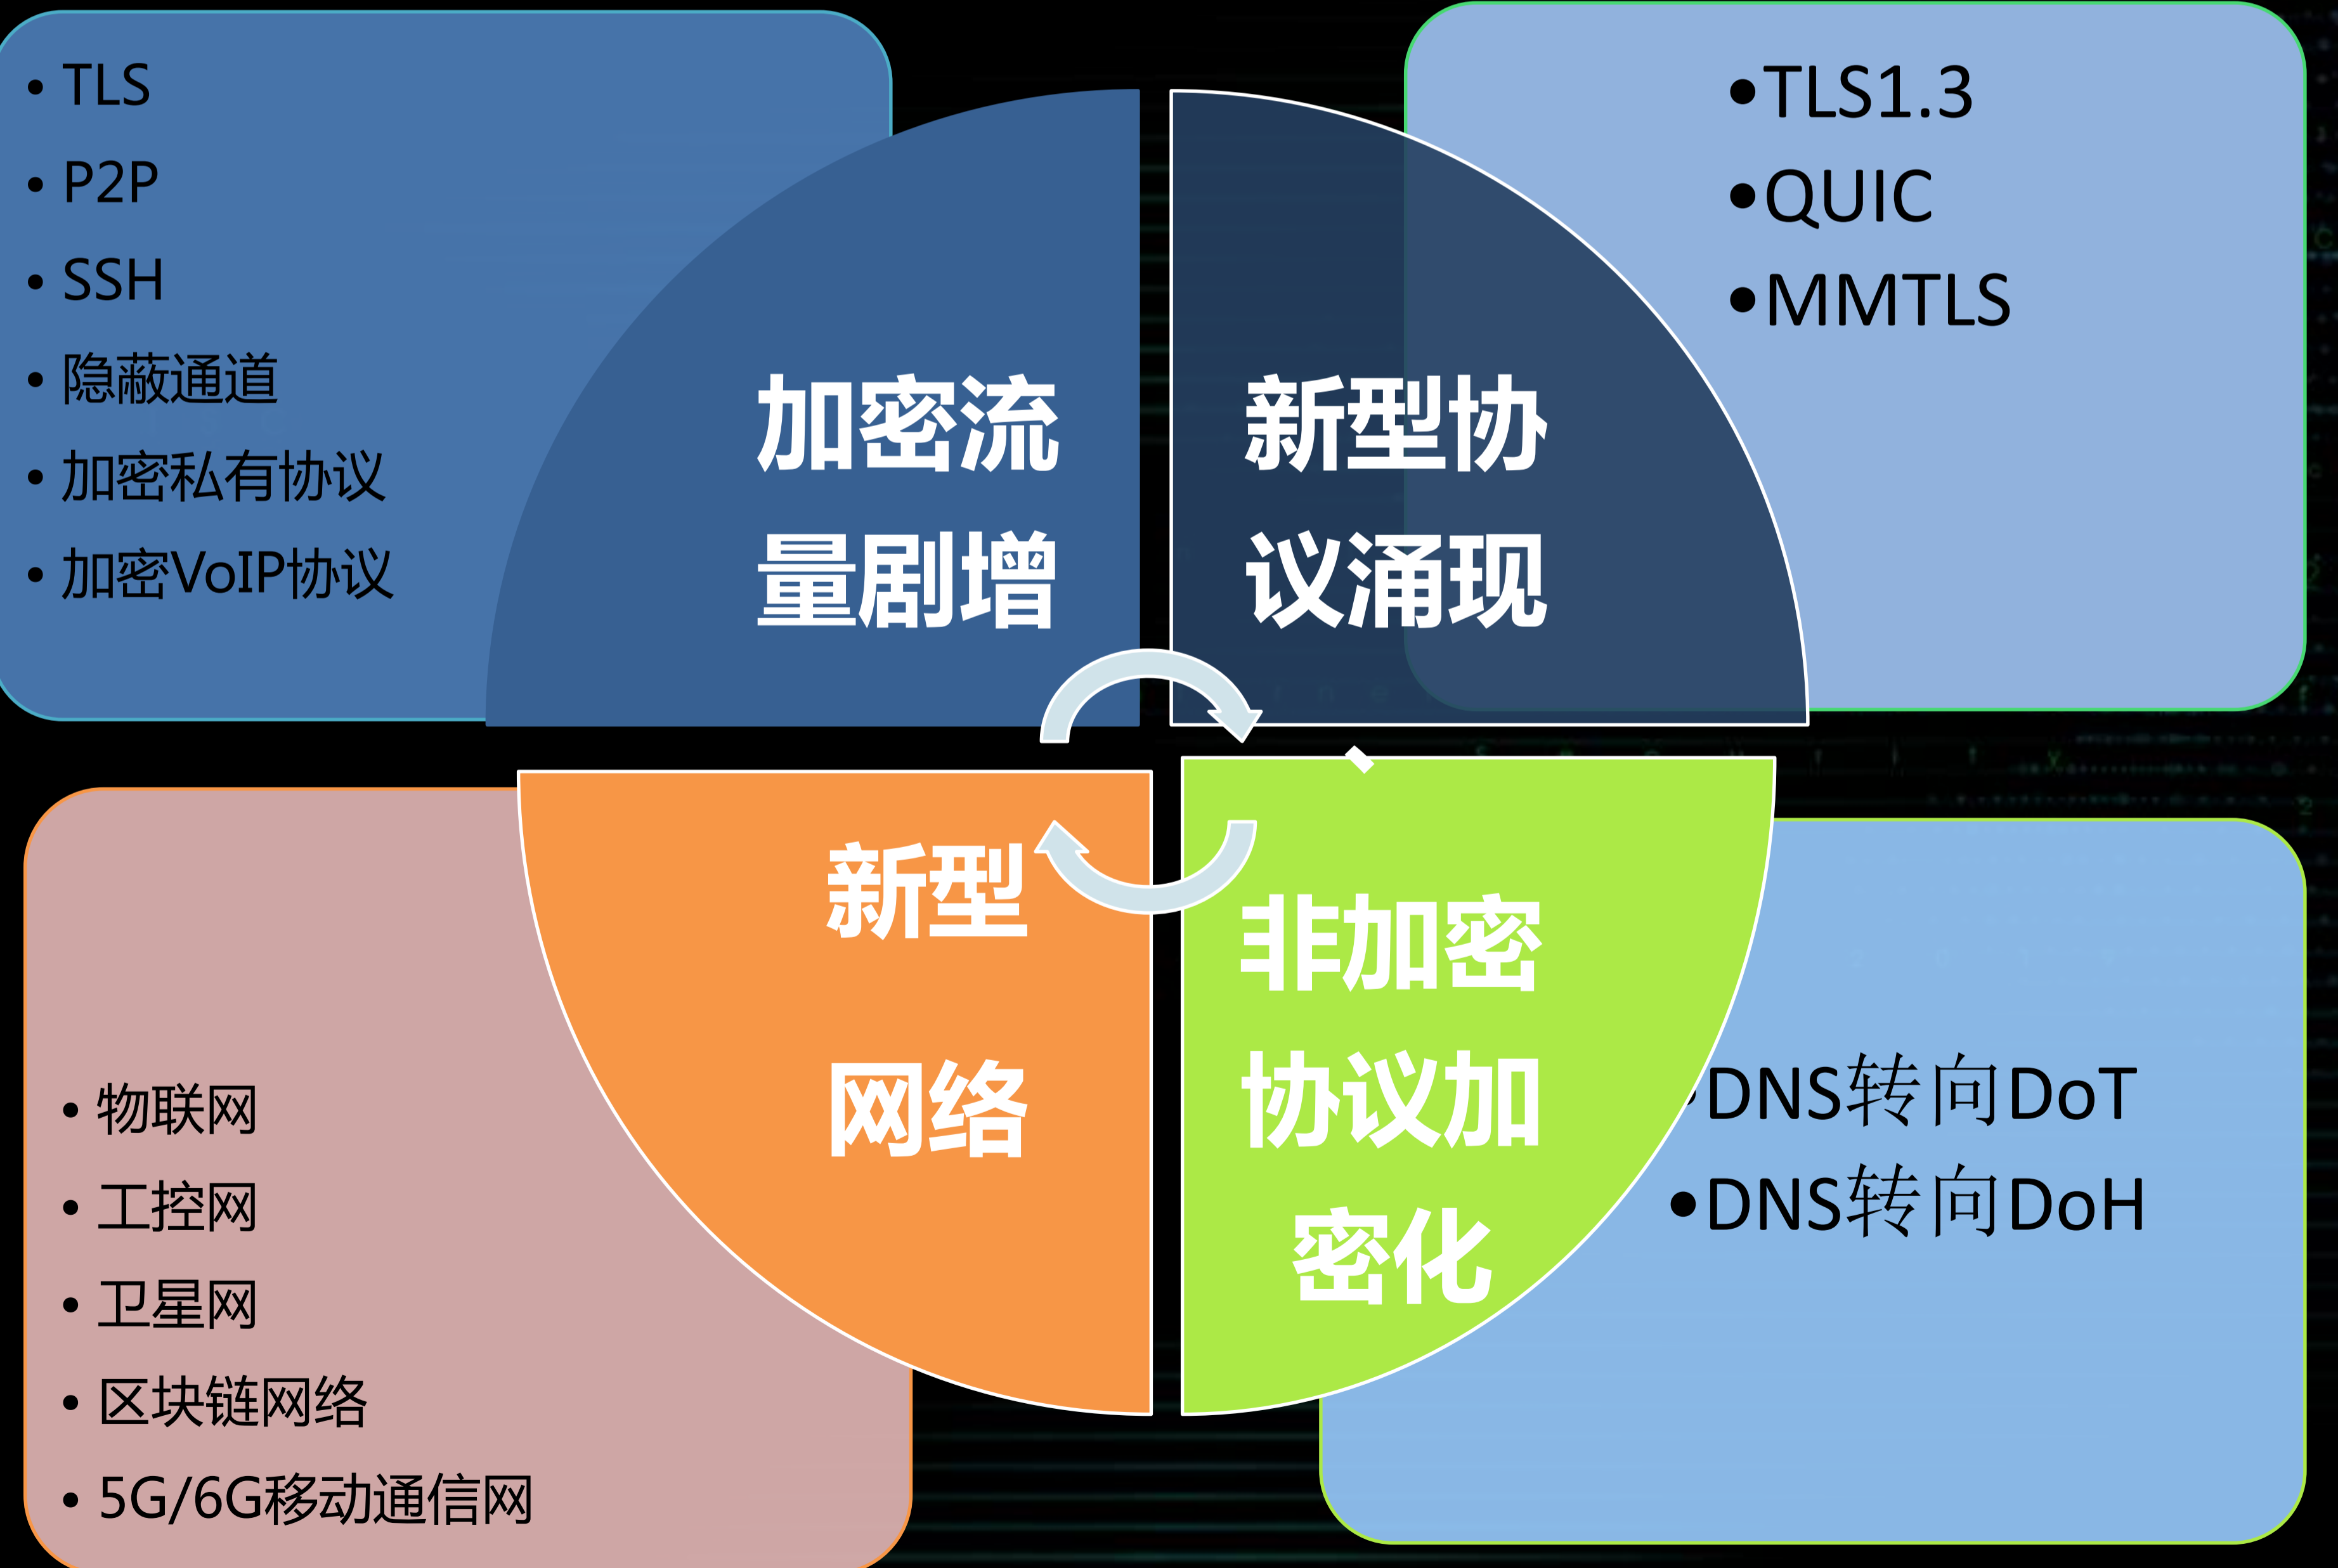 • TLS
• P2P
• SSH
• 隐蔽通道
• 加密私有协议
• 加密VoIP协议
加密流
量剧增
•TLS1.3
•QUIC
•MMTLS
新型协
议涌现
新型
网络
• 物联网
• 工控网
• 卫星网
• 区块链网络
• 5G/6G移动通信网
非加密
协议加
密化
•DNS转向DoT
•DNS转向DoH